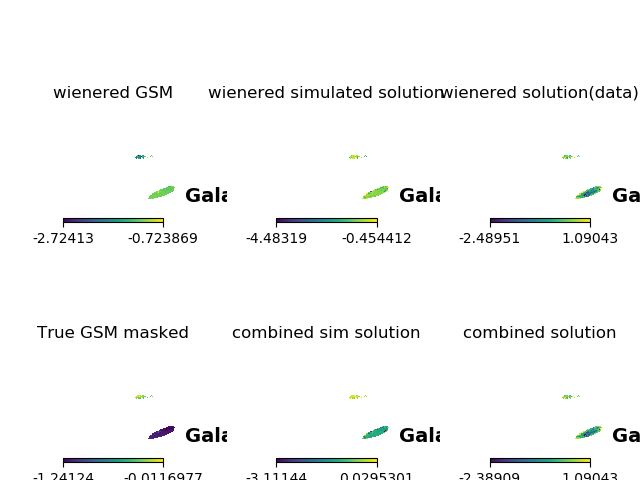 wienered GSM
wienered simulated solution
wienered solution(data)
Gala
Gala
Ga
-2.72413 -0.723869
-4.48319 -0.454412
-2.48951 1.09043
True GSM masked
combined sim solution
combined solution
Gala
Gala
Ga
-1.24124 -0.0116977
-3.11144 0.0295301
-2.38909 1.09043